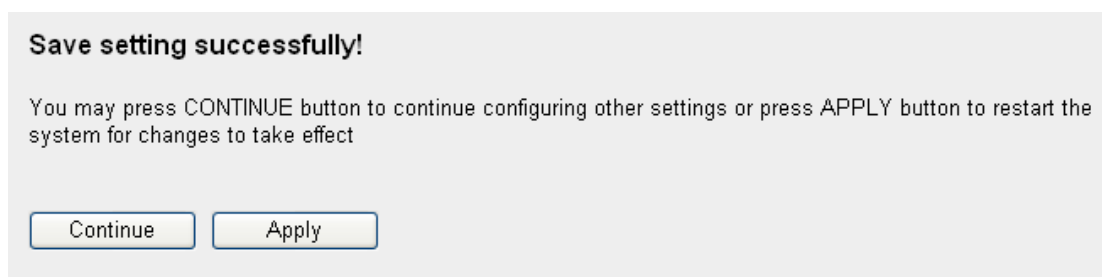 Save setting successfully!
You may press CONTINUE button to continue configuring other settings or press APPLY button to restart the
system for changes to take effect
Continue Apply